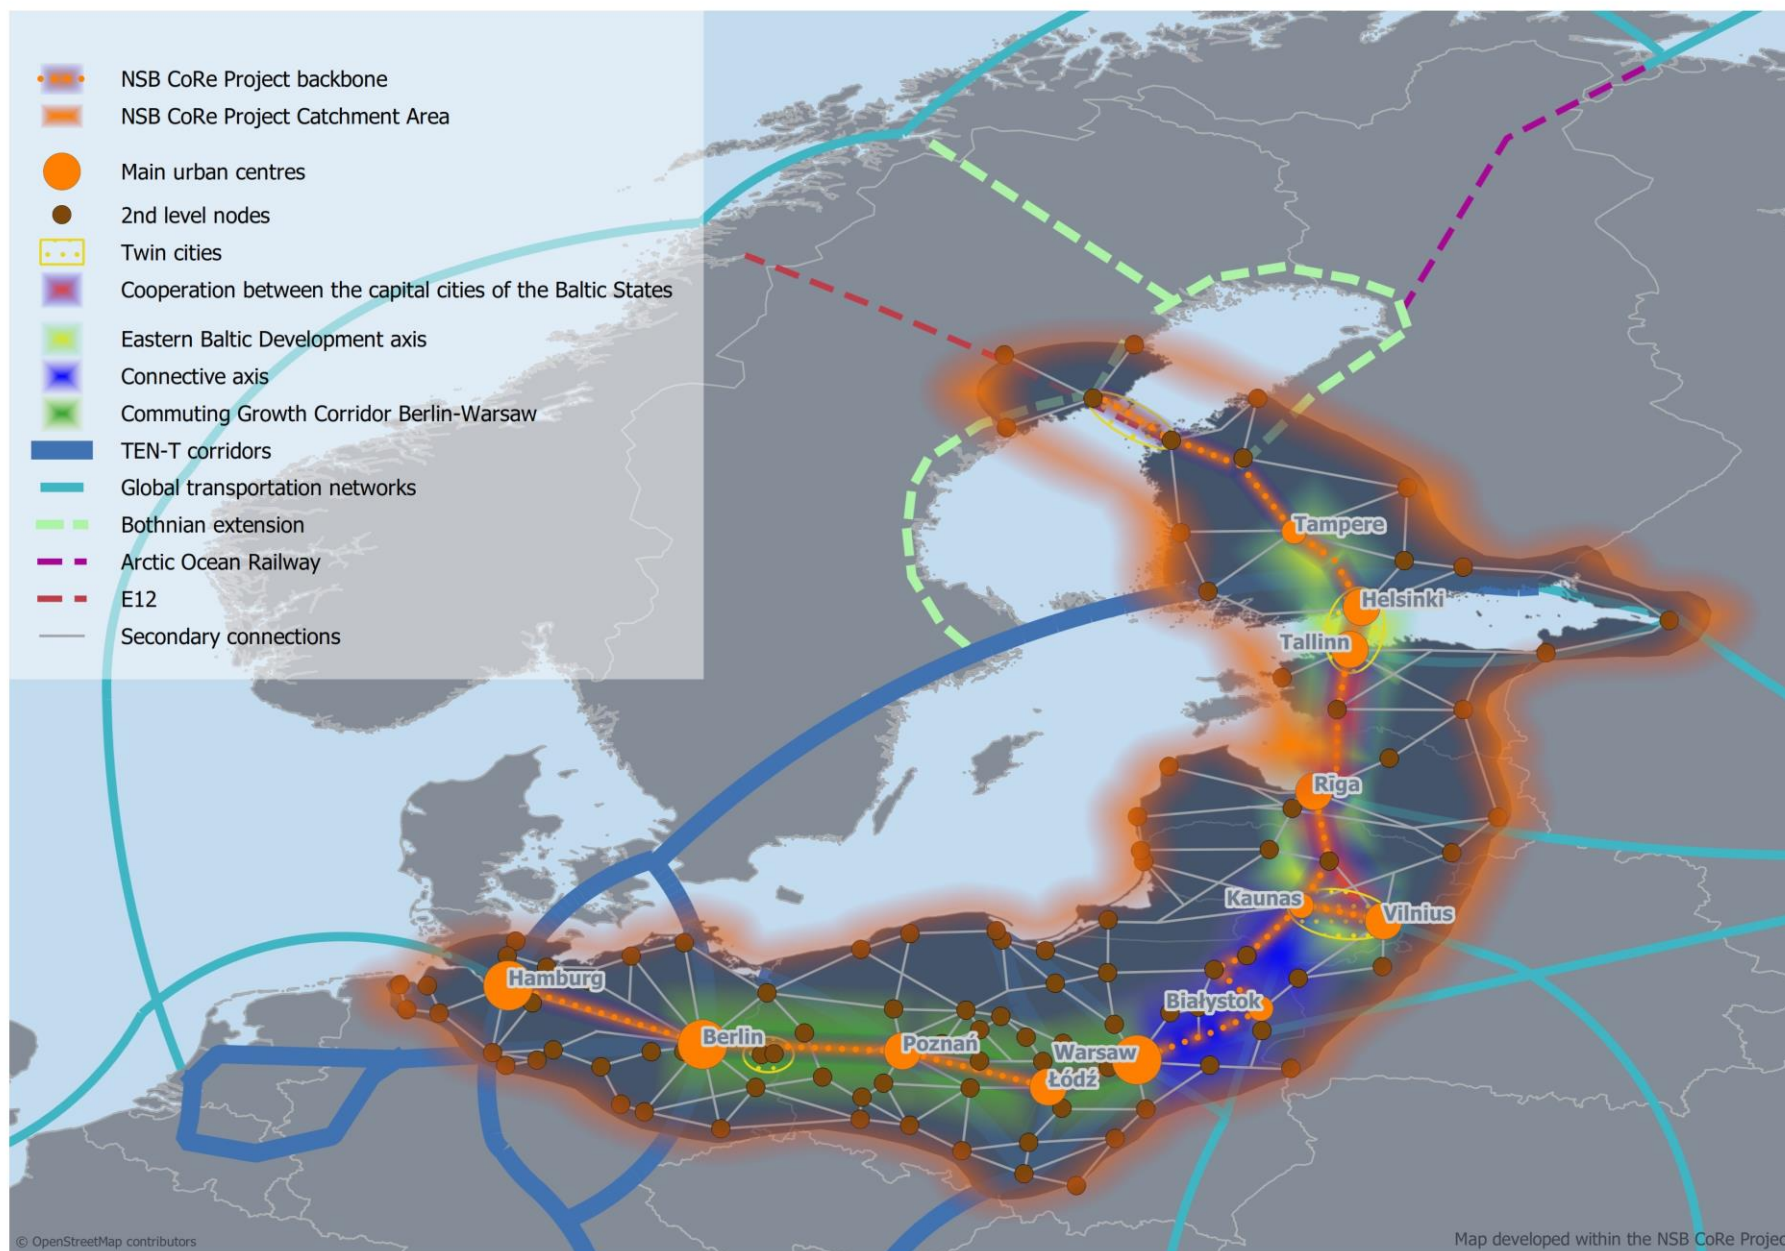 NSB CoRe Project backbone
NSB CoRe Project Catchment Area
Main urban centres
2nd level nodes
Twin cities
Cooperation between the capital cities of the Baltic States
Eastern Baltic Development axis
Connective axis
Commuting Growth Corridor Berlin-Warsaw
TEN-T corridors
Global transportation networks
Bothnian extension
Arctic Ocean Railway
E12
Secondary connections
Tampere
Helsinki
Tallinn
Rīga
Kaunas
Vilnius
Hamburg
Białystok
Berlin
Poznań
Warsaw
Łódź
© OpenStreetMap contributors
Map developed within the NSB CoRe Projec